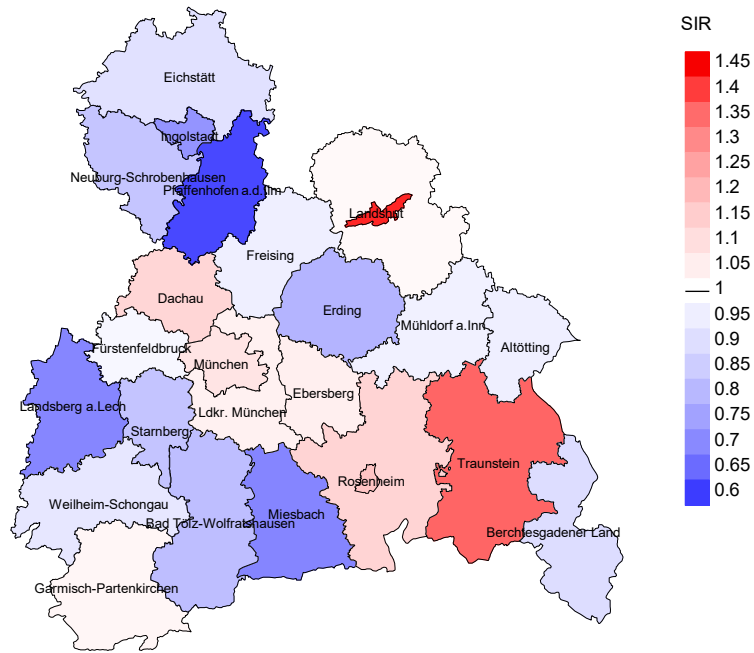 SIR
1.45
1.4
1.35
1.3
1.25
1.2
1.15
1.1
1.05
1
0.95
0.9
0.85
0.8
0.75
0.7
0.65
0.6
Eichstätt
Ingolstadt
Neuburg-Schrobenhausen
Pfaffenhofen a.d.Ilm
Landshut
Freising
Dachau
Erding
Mühldorf a.Inn
Altötting
Fürstenfeldbruck
München
Ebersberg
Landsberg a.Lech
Ldkr. München
Starnberg
Traunstein
Rosenheim
Weilheim-Schongau
Miesbach
Bad Tölz-Wolfratshausen
Berchtesgadener Land
Garmisch-Partenkirchen